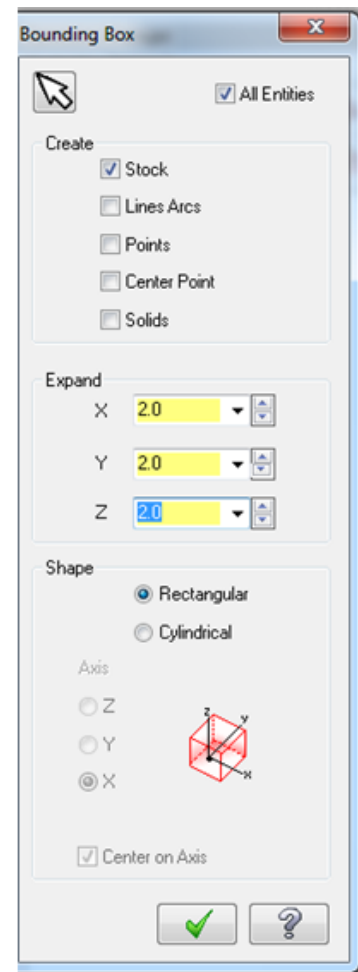 Bounding Box
All Entities
Create
Stock
Lines Arcs
Points
Center Point
Solids
Expand
X 2.0
Y 2.0
Z 2.0
Shape
Rectangular
Cylindrical
Axis
Z
Y
X
z
y
x
Center on Axis
?